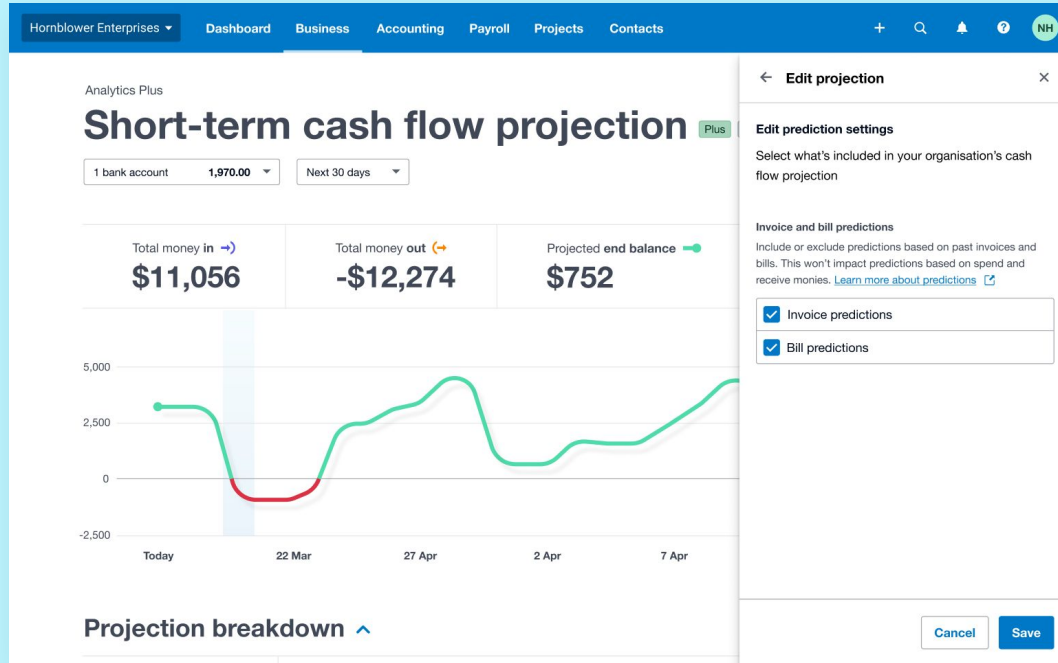 Hornblower Enterprises
Dashboard
Business
Accounting
Payroll
Projects
Contacts
NH
Analytics Plus
Short-term cash flow projection Plus
1 bank account 1,970.00
Next 30 days
Total money in
$11,056
Total money out
-$12,274
Projected end balance
$752
5,000
2,500
0
-2,500
Today
22 Mar
27 Apr
2 Apr
7 Apr
Projection breakdown
Edit projection
Edit prediction settings
Select what's included in your organisation's cash
flow projection
Invoice and bill predictions
Include or exclude predictions based on past invoices and
bills. This won't impact predictions based on spend and
receive monies. Learn more about predictions
Invoice predictions
Bill predictions
Cancel
Save